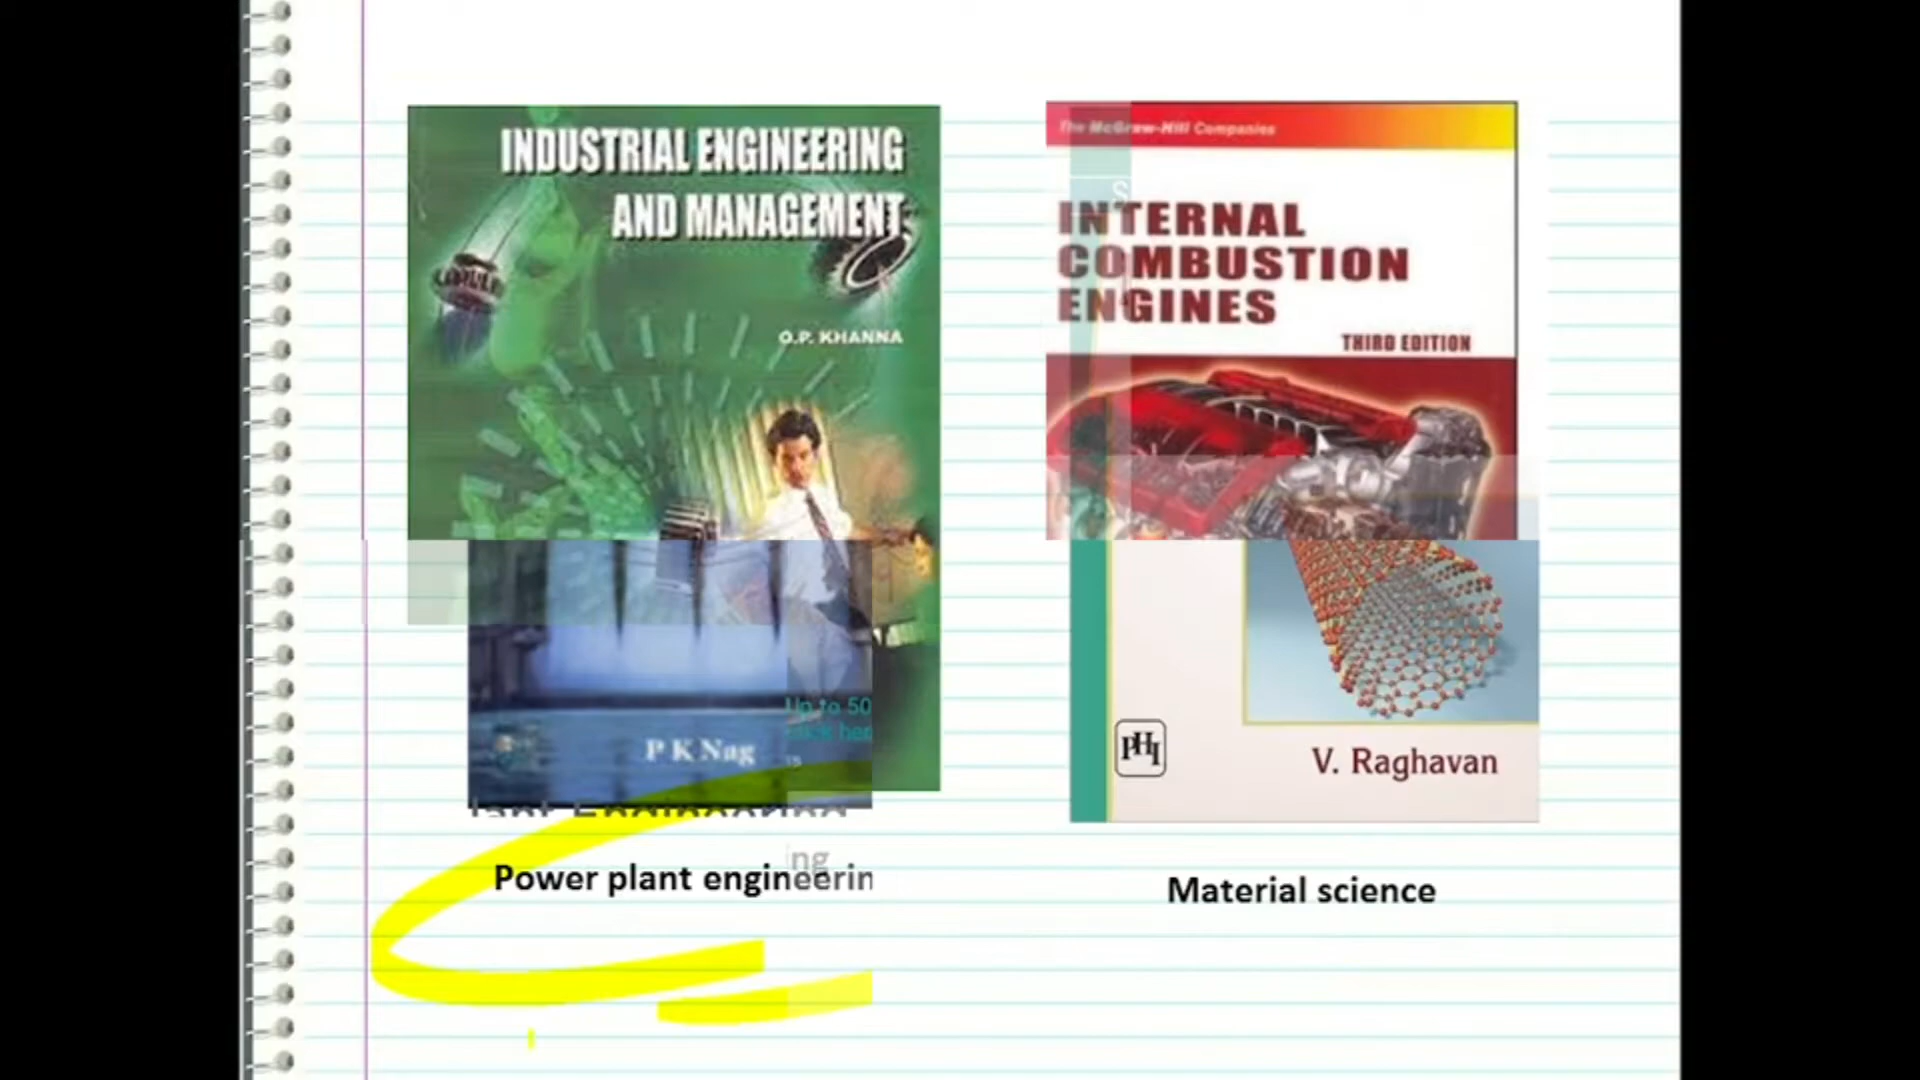 INDUSTRIAL ENGINEERING
AND MANAGEMENT
O.P. KHANNA
P K Nag
Up to 50
Power plant engineerin
The McGraw-Hill Companies
INTERNAL
COMBUSTION
ENGINES
THIRD EDITION
PHI
V. Raghavan
Material science